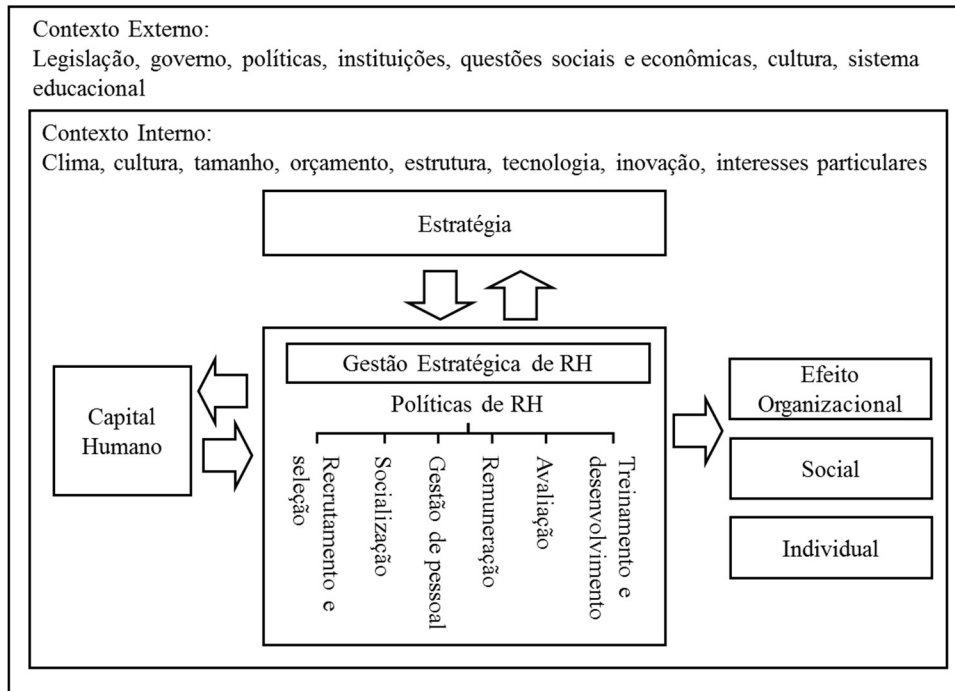 Contexto Externo:
Legislação, governo, políticas, instituições, questões sociais e econômicas, cultura, sistema
educacional
Contexto Interno:
Clima, cultura, tamanho, orçamento, estrutura, tecnologia, inovação, interesses particulares
Estratégia
Gestão Estratégica de RH
Políticas de RH
Capital
Humano
Recrutamento e
seleção
Socialização
Gestão de pessoal
Remuneração
Avaliação
Treinamento e
desenvolvimento
Efeito
Organizacional
Social
Individual